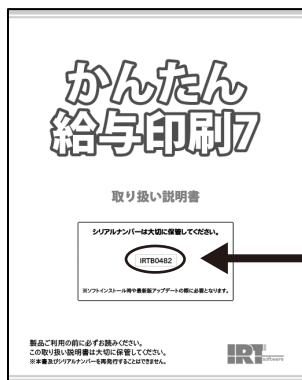 かんたん
給与印刷7
取り扱い説明書
シリアルナンバーは大切に保管してください。
IRTB0482
※ソフトインストール時や最新版アップデートの際に必要となります。
製品ご利用の前に必ずお読みください。
この取り扱い説明書は大切に保管してください。
※本書及びシリアルナンバーを再発行することはできません。
IRT
software